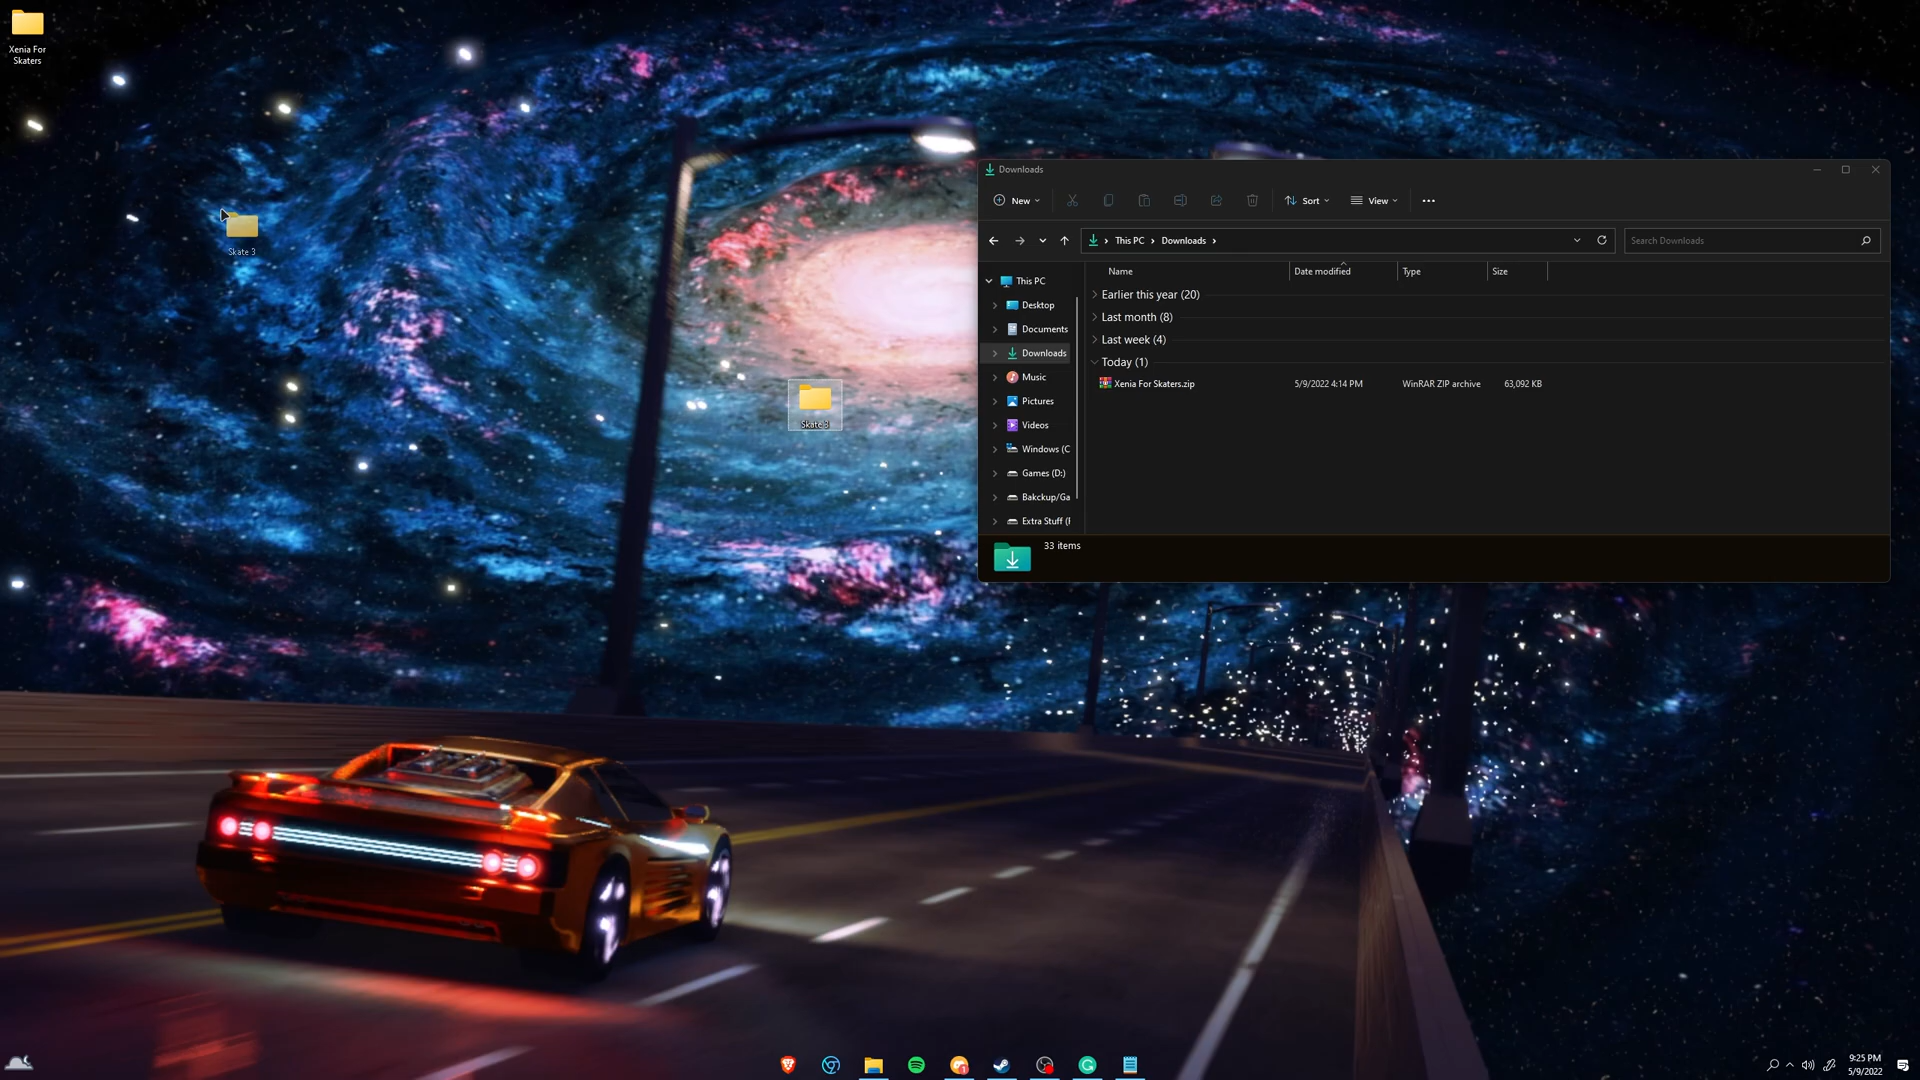 Xenia For
Skaters
Skate 3
Skate 3
Downloads
New
Sort
View
This PC
Downloads
Search Downloads
Name
Date modified
Type
Size
This PC
Desktop
Documents
Downloads
Music
Pictures
Videos
Windows (C
Games (D:)
Bakckup/Ga
Extra Stuff (F
Earlier this year (20)
Last month (8)
Last week (4)
Today (1)
Xenia For Skaters.zip
5/9/2022 4:14 PM
WinRAR ZIP archive
63,092 KB
33 items
9:25 PM
5/9/2022